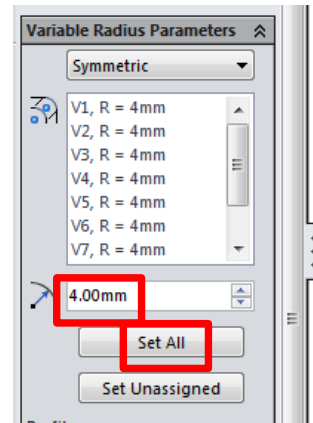 Variable Radius Parameters
Symmetric
V1, R = 4mm
V2, R = 4mm
V3, R = 4mm
V4, R = 4mm
V5, R = 4mm
V6, R = 4mm
V7, R = 4mm
4.00mm
Set All
Set Unassigned